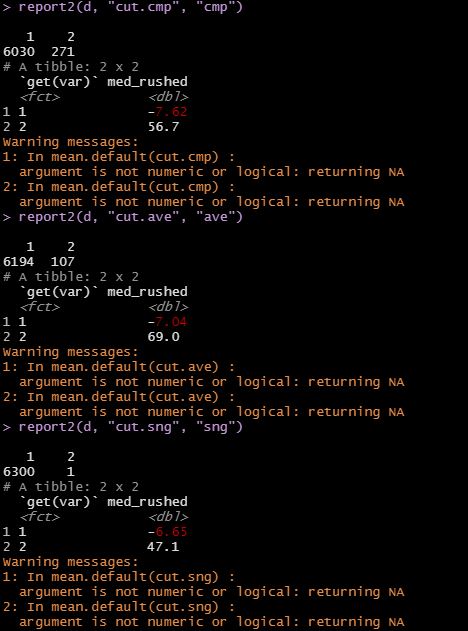 > report2(d, "cut.cmp", "cmp")
1 2
6030 271
# A tibble: 2 x 2
`get(var)` med_rushed
<fct> <dbl>
1 1 -7.62
2 2 56.7
Warning messages:
1: In mean.default(cut.cmp) :
argument is not numeric or logical: returning NA
2: In mean.default(cut.cmp) :
argument is not numeric or logical: returning NA
> report2(d, "cut.ave", "ave")
1 2
6194 107
# A tibble: 2 x 2
`get(var)` med_rushed
<fct> <dbl>
1 1 -7.04
2 2 69.0
Warning messages:
1: In mean.default(cut.ave) :
argument is not numeric or logical: returning NA
2: In mean.default(cut.ave) :
argument is not numeric or logical: returning NA
> report2(d, "cut.sng", "sng")
1 2
6300 1
# A tibble: 2 x 2
`get(var)` med_rushed
<fct> <dbl>
1 1 -6.65
2 2 47.1
Warning messages:
1: In mean.default(cut.sng) :
argument is not numeric or logical: returning NA
2: In mean.default(cut.sng) :
argument is not numeric or logical: returning NA